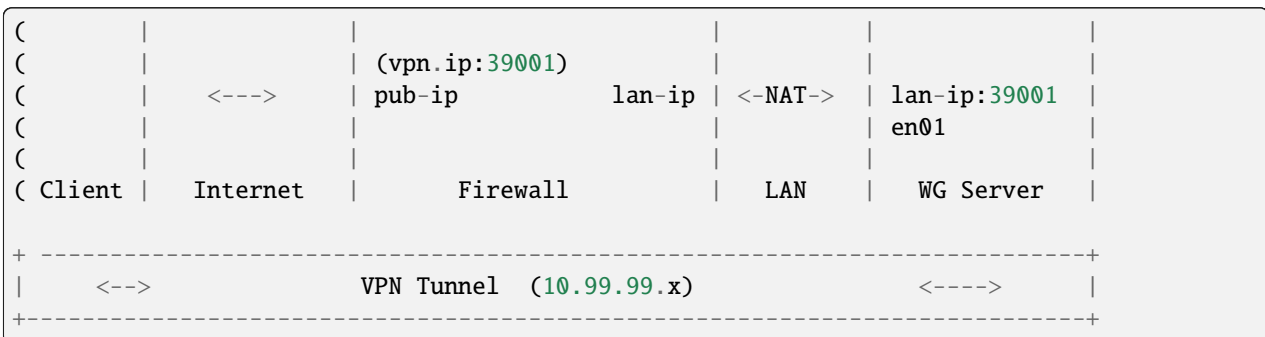 (        |              |                              |            |                  |
(        |              | (vpn.ip:39001)               |            |                  |
(        |    <--->     | pub-ip                lan-ip | <-NAT->    | lan-ip:39001     |
(        |              |                              |            | en01             |
(        |              |                              |            |                  |
( Client |   Internet   |        Firewall              |   LAN      |   WG Server      |
+ -----------------------------------------------------------------------------------------+
|    <-->                 VPN Tunnel  (10.99.99.x)                   <---->              |
+------------------------------------------------------------------------------------------+